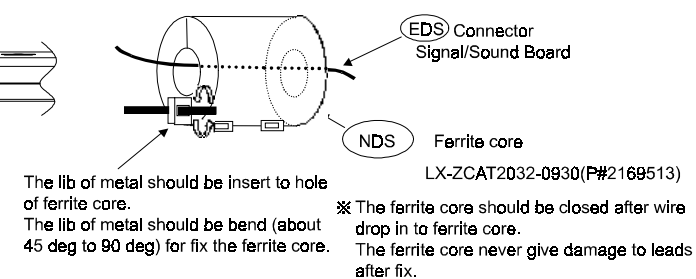 EDS Connector
Signal/Sound Board
NDS Ferrite core
LX-ZCAT2032-0930(P#2169513)
The lib of metal should be insert to hole
of ferrite core.
The lib of metal should be bend (about
45 deg to 90 deg) for fix the ferrite core.
※ The ferrite core should be closed after wire
drop in to ferrite core.
The ferrite core never give damage to leads
after fix.